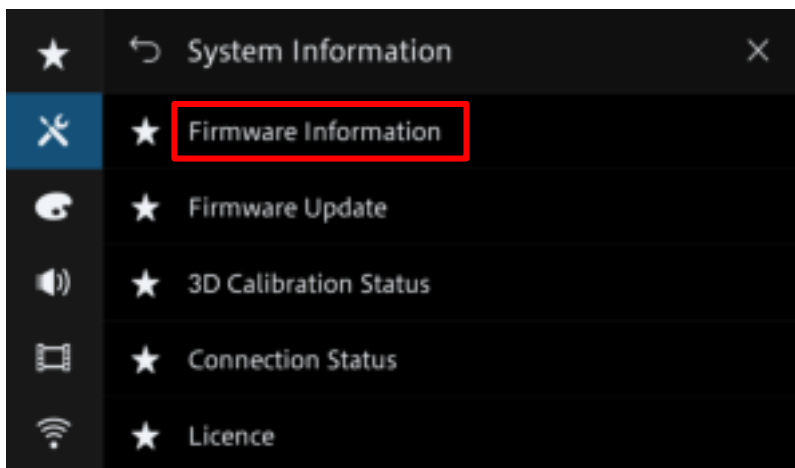 System Information
Firmware Information
Firmware Update
3D Calibration Status
Connection Status
Licence